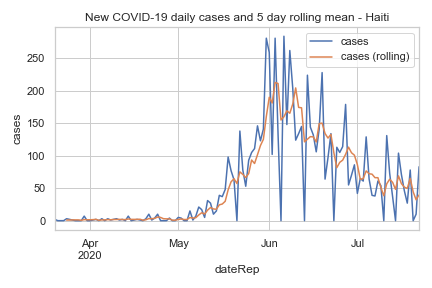 New COVID-19 daily cases and 5 day rolling mean - Haiti
cases
cases (rolling)
cases
250
200
150
100
50
0
Apr
2020
May
Jun
Jul
dateRep